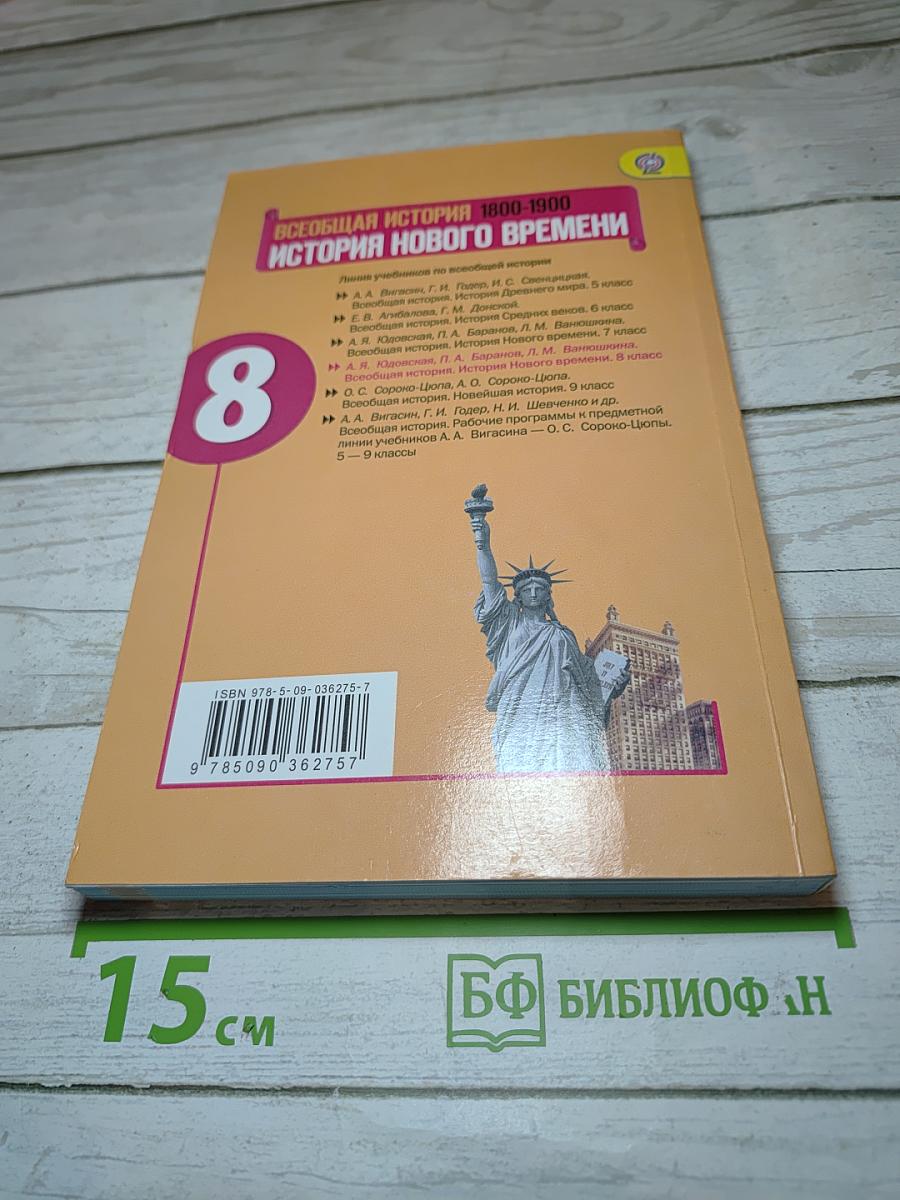 ВСЕОБЩАЯ ИСТОРИЯ 1800-1900
ИСТОРИЯ НОВОГО ВРЕМЕНИ
Линия учебников по всеобщей истории
А. А. Вигасин, Г. И. Годер, И. С. Свенцицкая.
Всеобщая история. История Древнего мира. 5 класс
Е. В. Агибалова, Г. М. Донской.
Всеобщая история. История Средних веков. 6 класс
А. Я. Юдовская, П. А. Баранов, Л. М. Ванюшкина.
Всеобщая история. История Нового времени. 7 класс
А. Я. Юдовская, П. А. Баранов, Л. М. Ванюшкина.
Всеобщая история. История Нового времени. 8 класс
О. С. Сороко-Цюпа, А. О. Сороко-Цюпа.
Всеобщая история. Новейшая история. 9 класс
А. А. Вигасин, Г. И. Годер, Н. И. Шевченко и др.
Всеобщая история. Рабочие программы к предметной
линии учебников А. А. Вигасина — О. С. Сороко-Цюпы.
5 — 9 классы
8
ISBN 978-5-09-036275-7
9 785090 362757
15 см
БФ БИБЛИОФ Н